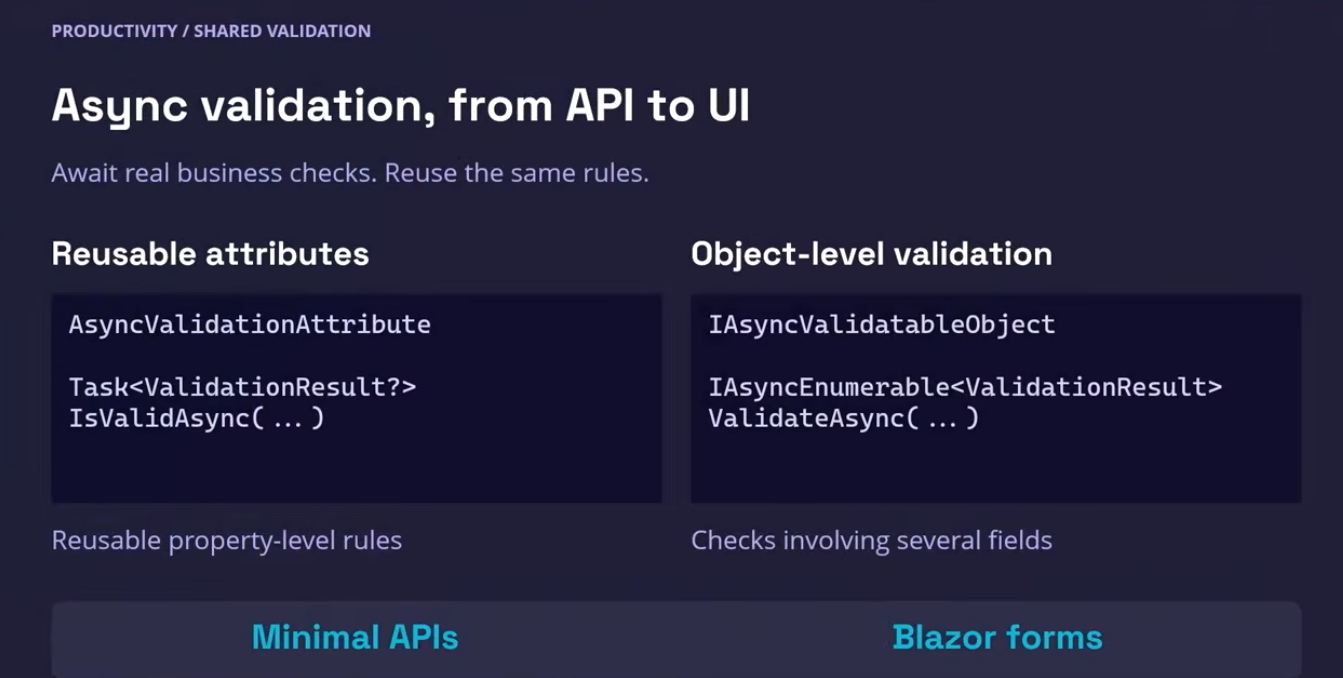 PRODUCTIVITY / SHARED VALIDATION
Async validation, from API to UI
Await real business checks. Reuse the same rules.
Reusable attributes
AsyncValidationAttribute
Task<ValidationResult?>
IsValidAsync(...)
Reusable property-level rules
Object-level validation
IAsyncValidatableObject
IAsyncEnumerable<ValidationResult>
ValidateAsync(...)
Checks involving several fields
Minimal APIs
Blazor forms